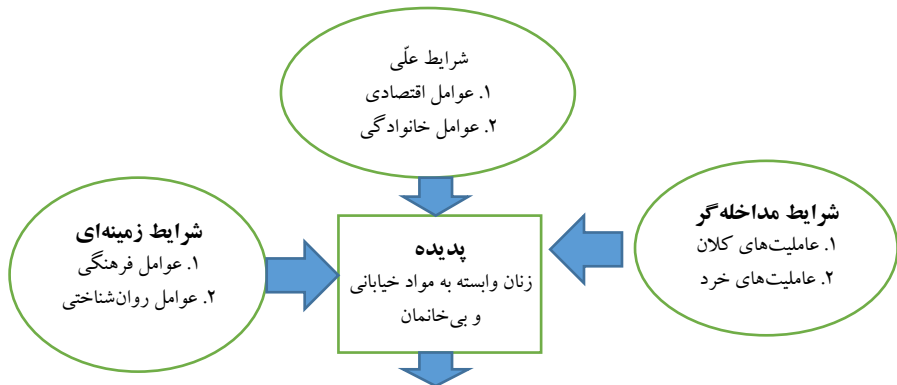 شرایط علّی
۱. عوامل اقتصادی
۲. عوامل خانوادگی
شرایط مداخله‌گر
۱. عاملیت‌های کلان
۲. عاملیت‌های خرد
پدیده
زنان وابسته به مواد خیابانی
و بی‌خانمان
شرایط زمینه‌ای
۱. عوامل فرهنگی
۲. عوامل روان‌شناختی